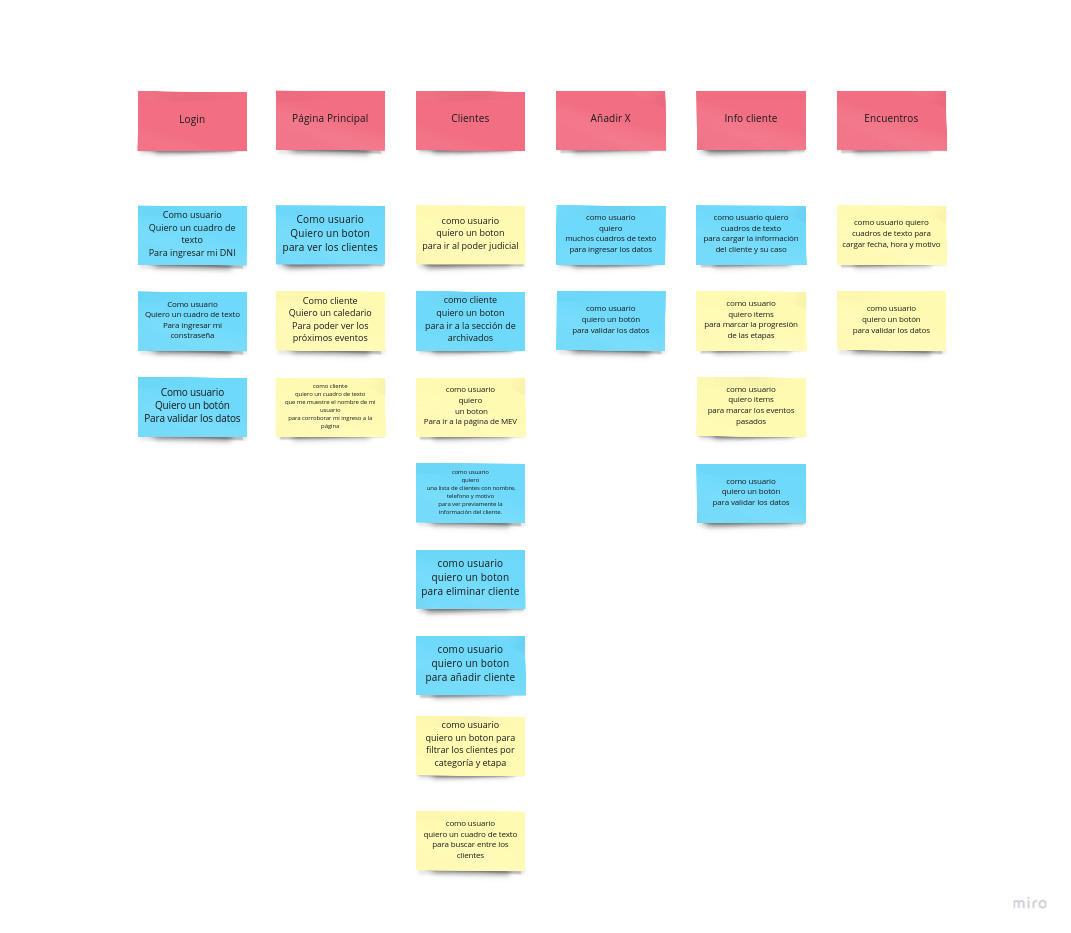 Login
Página Principal
Clientes
Añadir X
Info cliente
Encuentros
Como usuario
Quiero un cuadro de
texto
Para ingresar mi DNI
Como usuario
Quiero un boton
para ver los clientes
como usuario
quiero un boton
para ir al poder judicial
como usuario
quiero
muchos cuadros de texto
para ingresar los datos
como usuario quiero
cuadros de texto
para cargar la información
del cliente y su caso
como usuario quiero
cuadros de texto para
cargar fecha, hora y motivo
Como usuario
Quiero un cuadro de texto
Para ingresar mi
constraseña
Como cliente
Quiero un caledario
Para poder ver los
próximos eventos
como cliente
quiero un boton
para ir a la sección de
archivados
como usuario
quiero un botón
para validar los datos
como usuario
quiero items
para marcar la progresión
de las etapas
como usuario
quiero un botón
para validar los datos
Como usuario
Quiero un botón
Para validar los datos
como cliente
quiero un cuadro de texto
que me muestre el nombre de mi
usuario
para corroborar mi ingreso a la
página
como usuario
quiero
un boton
Para ir a la página de MEV
como usuario
quiero items
para marcar los eventos
pasados
como usuario
quiero
una lista de clientes con nombre,
telefono y motivo
para ver previamente la
información del cliente.
como usuario
quiero un botón
para validar los datos
como usuario
quiero un boton
para eliminar cliente
como usuario
quiero un boton
para añadir cliente
como usuario
quiero un boton para
filtrar los clientes por
categoría y etapa
como usuario
quiero un cuadro de texto
para buscar entre los
clientes
miro